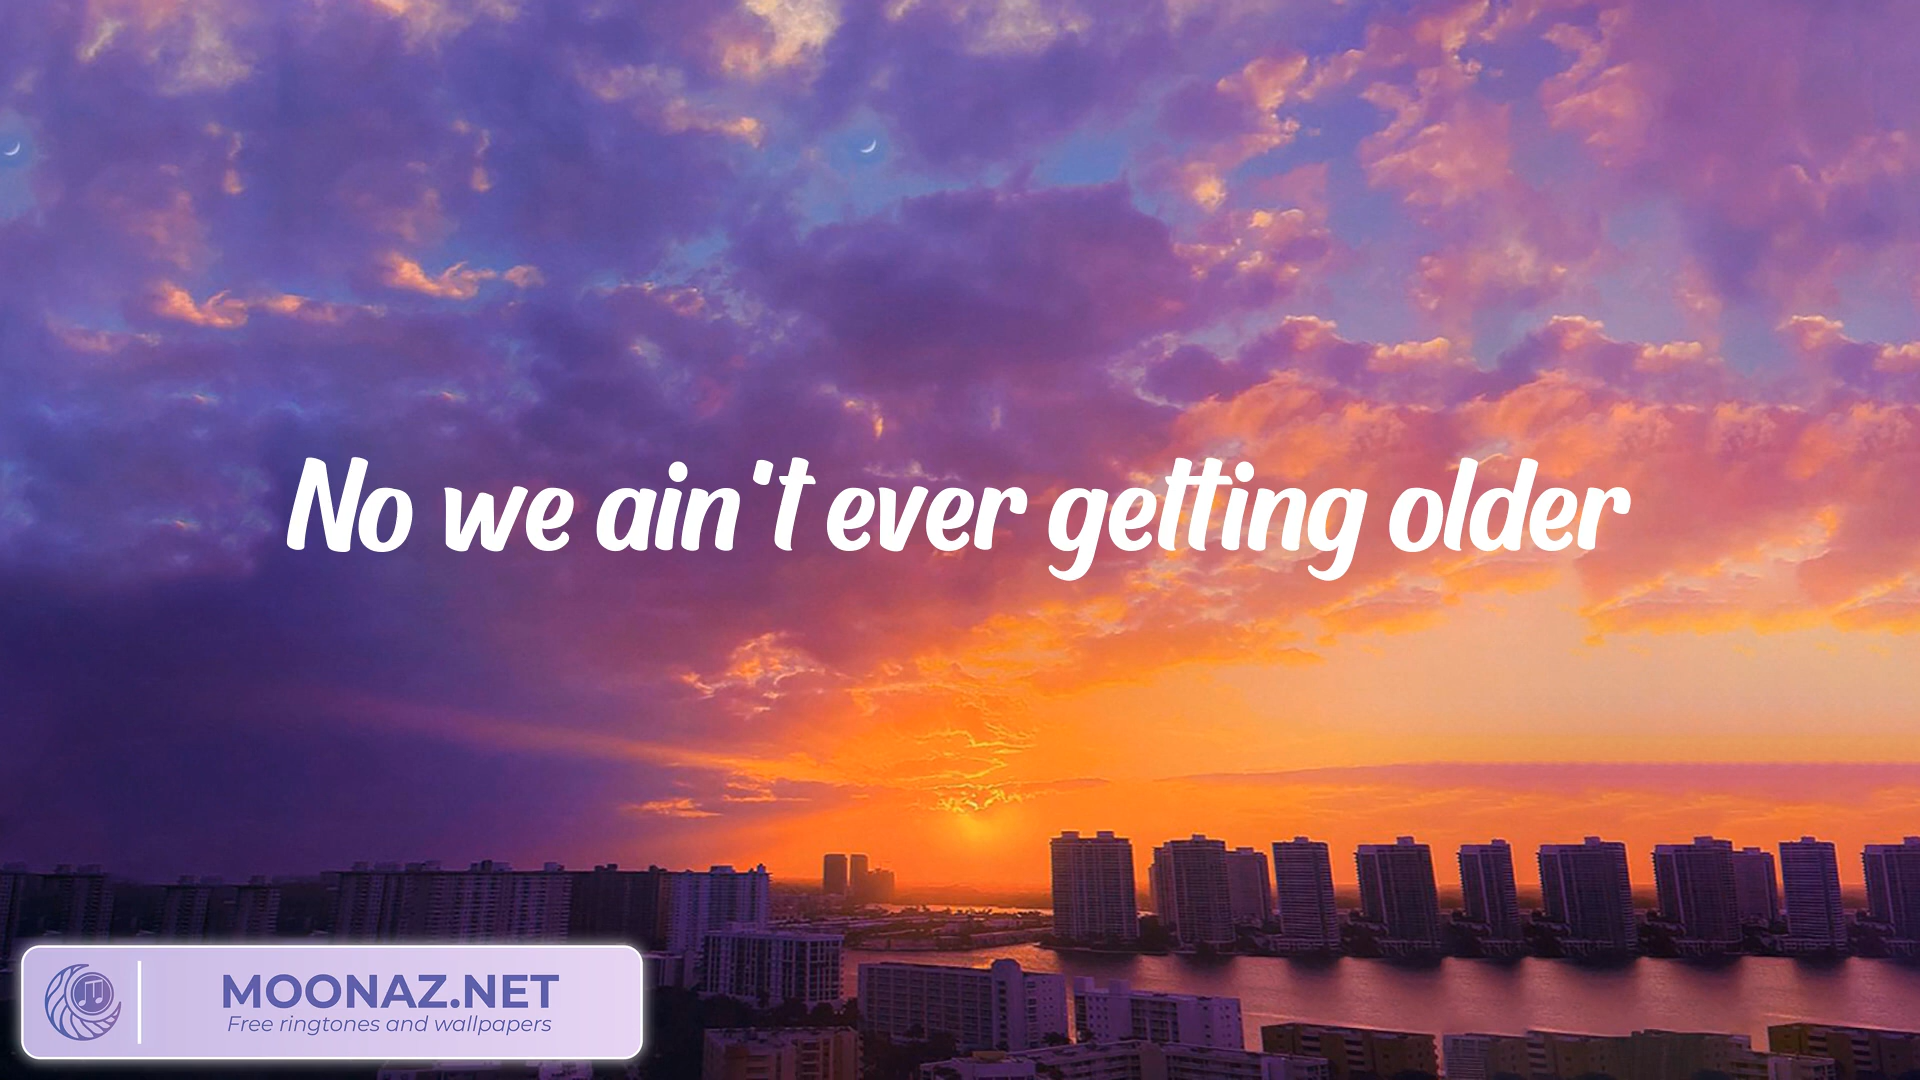 No we ain't ever getting older
MOONAZ.NET
Free ringtones and wallpapers